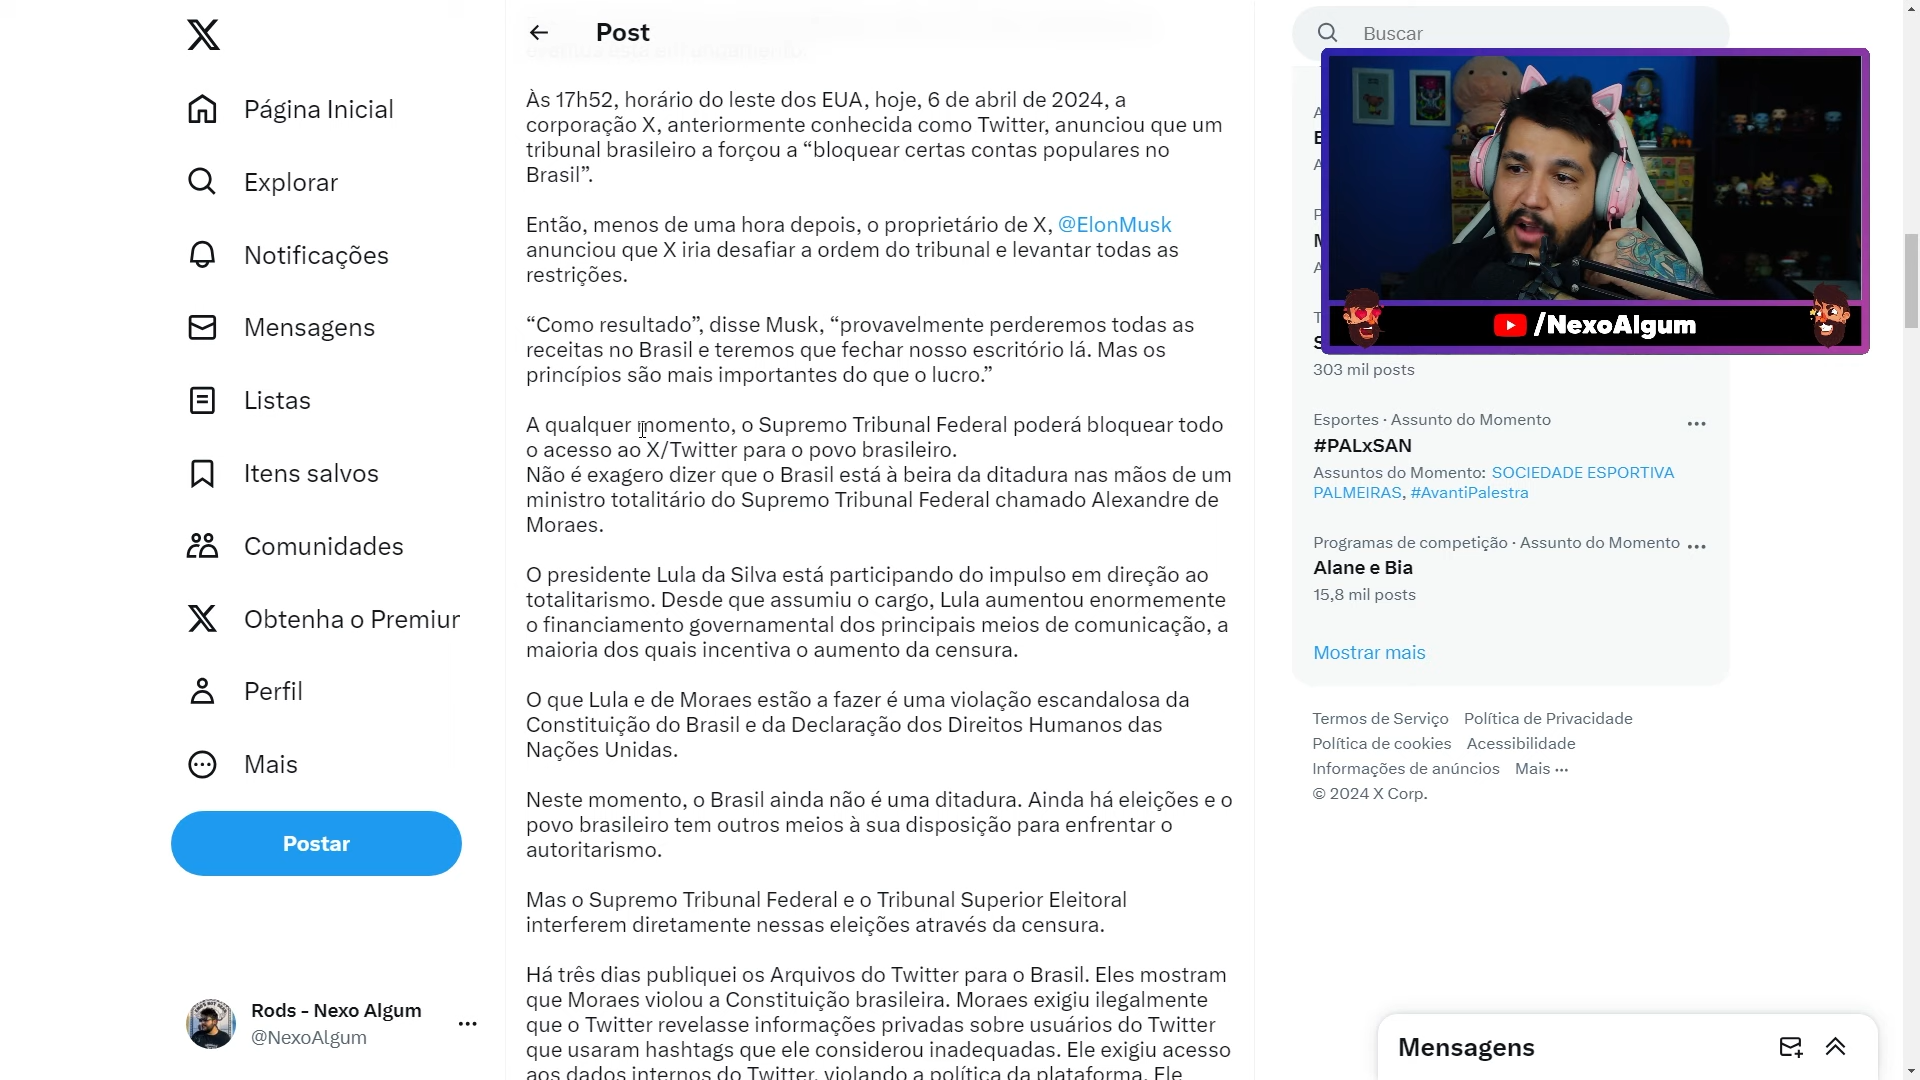 Post
Buscar
Página Inicial
Explorar
Notificações
Mensagens
Listas
Itens salvos
Comunidades
Obtenha o Premiur
Perfil
Mais
Postar
Rods - Nexo Algum
@NexoAlgum
Às 17h52, horário do leste dos EUA, hoje, 6 de abril de 2024, a
corporação X, anteriormente conhecida como Twitter, anunciou que um
tribunal brasileiro a forçou a “bloquear certas contas populares no
Brasil”.
Então, menos de uma hora depois, o proprietário de X, @ElonMusk
anunciou que X iria desafiar a ordem do tribunal e levantar todas as
restrições.
“Como resultado”, disse Musk, “provavelmente perderemos todas as
receitas no Brasil e teremos que fechar nosso escritório lá. Mas os
princípios são mais importantes do que o lucro.”
A qualquer momento, o Supremo Tribunal Federal poderá bloquear todo
o acesso ao X/Twitter para o povo brasileiro.
Não é exagero dizer que o Brasil está à beira da ditadura nas mãos de um
ministro totalitário do Supremo Tribunal Federal chamado Alexandre de
Moraes.
O presidente Lula da Silva está participando do impulso em direção ao
totalitarismo. Desde que assumiu o cargo, Lula aumentou enormemente
o financiamento governamental dos principais meios de comunicação, a
maioria dos quais incentiva o aumento da censura.
O que Lula e de Moraes estão a fazer é uma violação escandalosa da
Constituição do Brasil e da Declaração dos Direitos Humanos das
Nações Unidas.
Neste momento, o Brasil ainda não é uma ditadura. Ainda há eleições e o
povo brasileiro tem outros meios à sua disposição para enfrentar o
autoritarismo.
Mas o Supremo Tribunal Federal e o Tribunal Superior Eleitoral
interferem diretamente nessas eleições através da censura.
Há três dias publiquei os Arquivos do Twitter para o Brasil. Eles mostram
que Moraes violou a Constituição brasileira. Moraes exigiu ilegalmente
que o Twitter revelasse informações privadas sobre usuários do Twitter
que usaram hashtags que ele considerou inadequadas. Ele exigiu acesso
aos dados internos do Twitter, violando a política da plataforma. Ele
/NexoAlgum
303 mil posts
Esportes · Assunto do Momento
#PALxSAN
Assuntos do Momento: SOCIEDADE ESPORTIVA
PALMEIRAS, #AvantiPalestra
Programas de competição · Assunto do Momento
Alane e Bia
15,8 mil posts
Mostrar mais
Termos de Serviço Política de Privacidade
Política de cookies Acessibilidade
Informações de anúncios Mais ···
© 2024 X Corp.
Mensagens